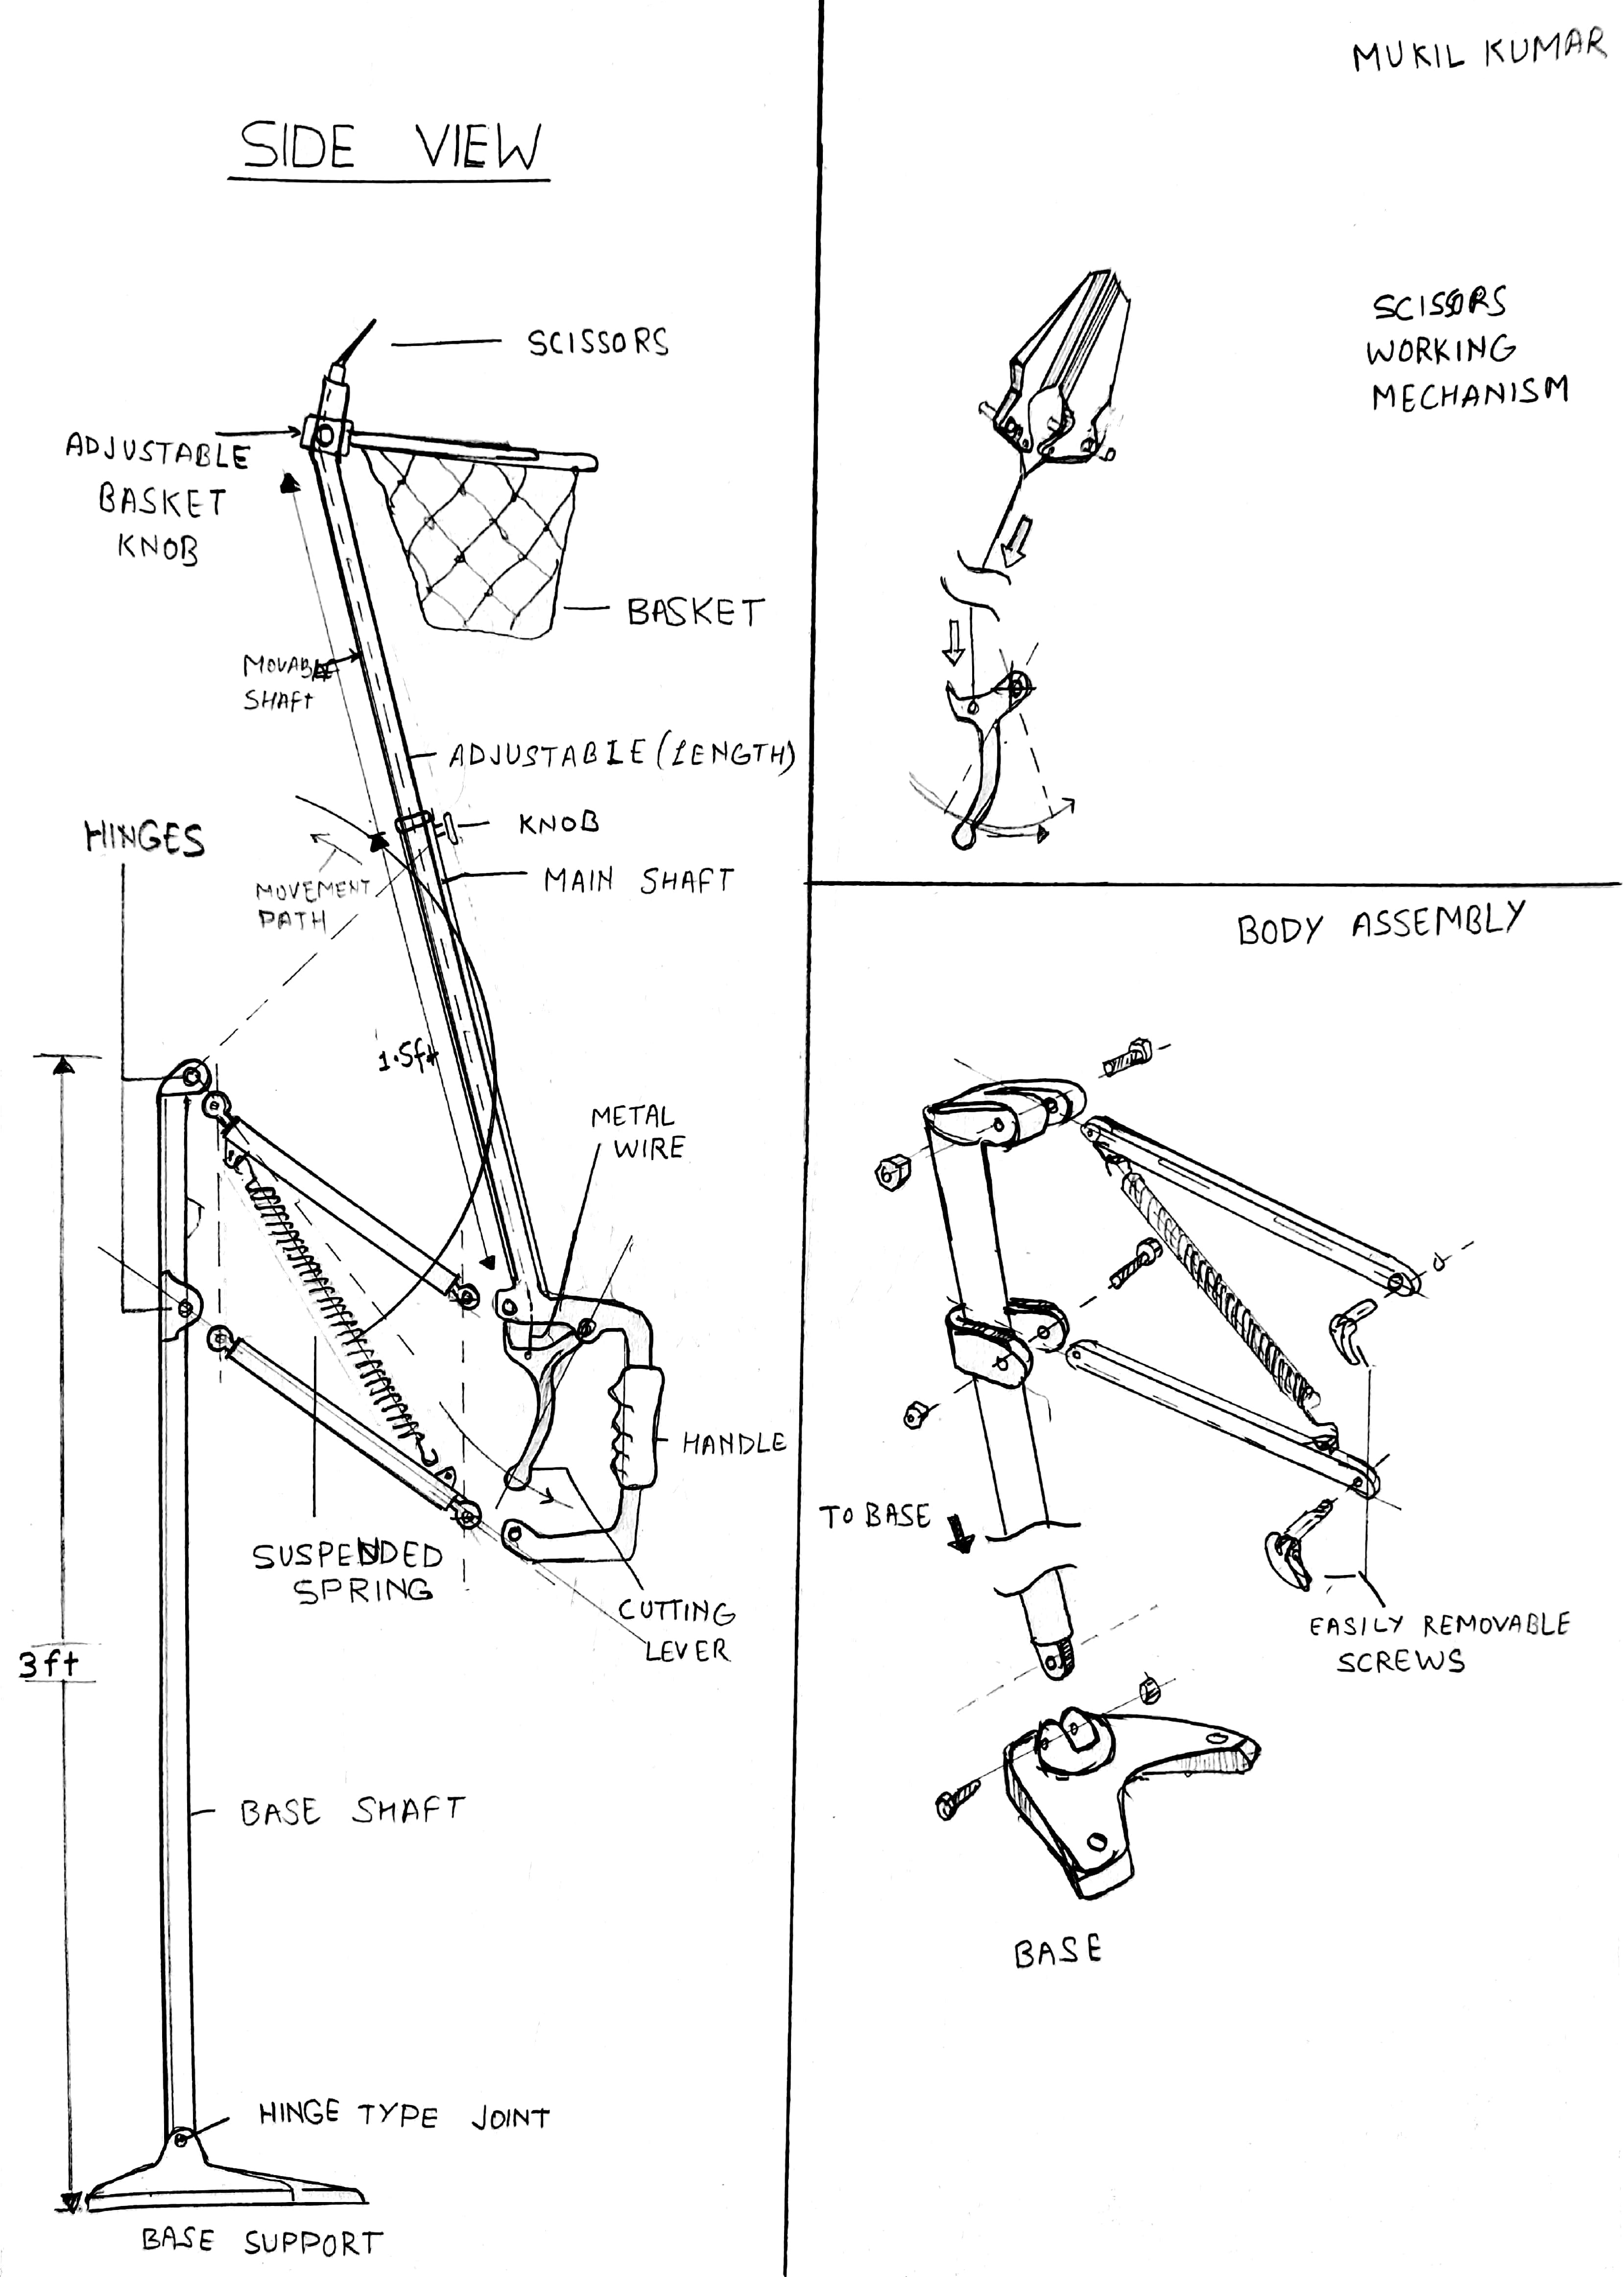 MUKIL KUMAR
SIDE VIEW
SCISSORS
ADJUSTABLE
BASKET
KNOB
BASKET
MOVABLE
SHAFT
ADJUSTABLE (LENGTH)
KNOB
HINGES
MAIN SHAFT
MOVEMENT
PATH
1.5ft
METAL
WIRE
HANDLE
SUSPENDED
SPRING
CUTTING
LEVER
3ft
BASE SHAFT
HINGE TYPE JOINT
BASE SUPPORT
SCISSORS
WORKING
MECHANISM
BODY ASSEMBLY
TO BASE
EASILY REMOVABLE
SCREWS
BASE